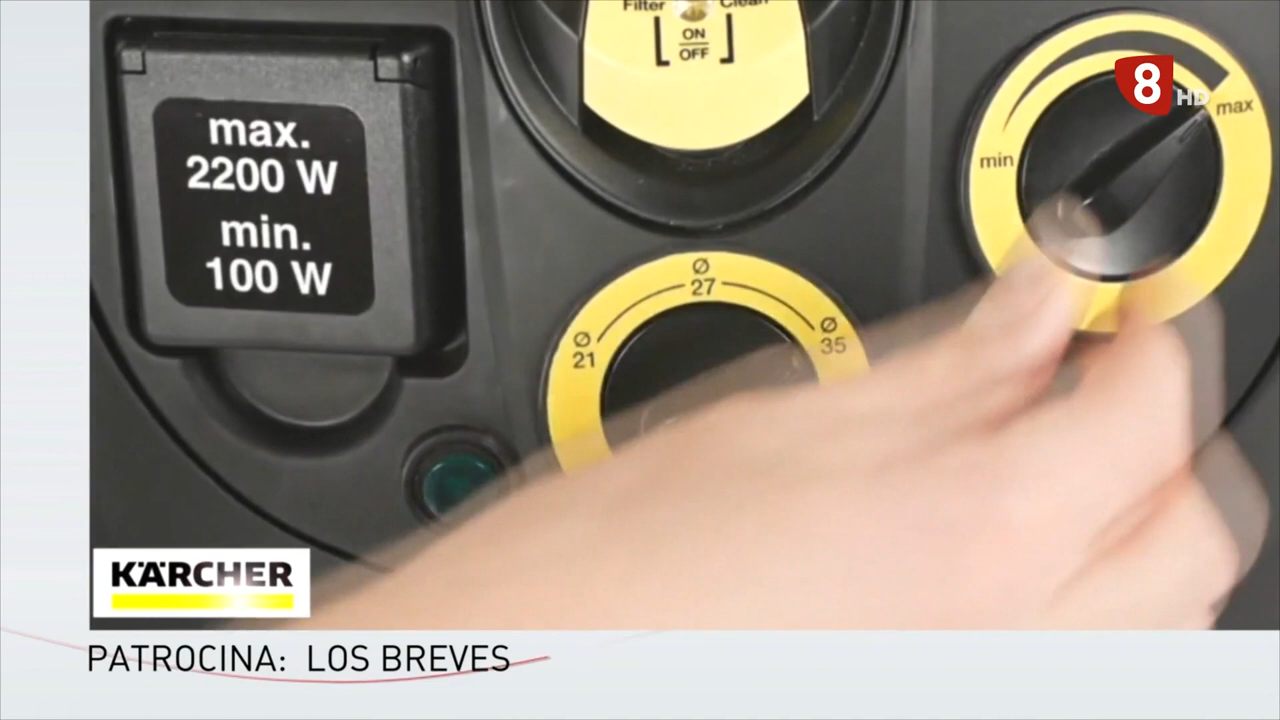 Filter Clean
ON
OFF
8 HD
max
min
max.
2200 W
min.
100 W
Ø
27
Ø
21
Ø
35
KÄRCHER
PATROCINA: LOS BREVES